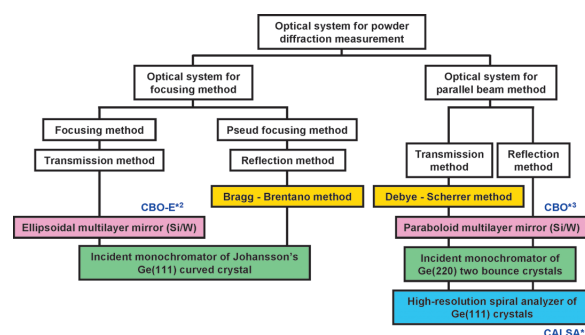 Optical system for powder
diffraction measurement
Optical system for
focusing method
Optical system for
parallel beam method
Focusing method
Pseud focusing method
Transmission method
Reflection method
Transmission
method
Reflection
method
Bragg - Brentano method
Debye - Scherrer method
CBO-E*2
CBO*3
Ellipsoidal multilayer mirror (Si/W)
Paraboloid multilayer mirror (Si/W)
Incident monochromator of Johansson's
Ge(111) curved crystal
Incident monochromator of
Ge(220) two bounce crystals
High-resolution spiral analyzer of
Ge(111) crystals
CALSA*